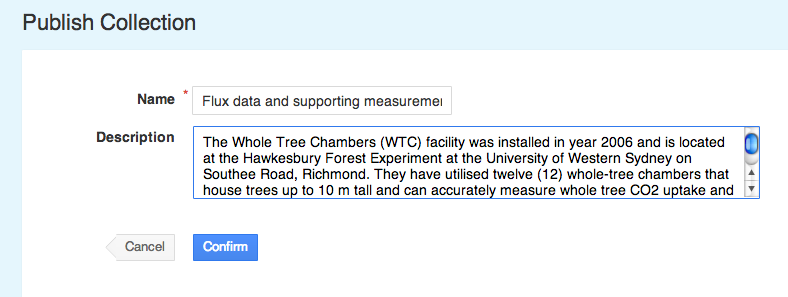 Publish Collection
Name * Flux data and supporting
Description
The Whole Tree Chambers (WTC) facility was installed in year 2006 and is located
at the Hawkesbury Forest Experiment at the University of Western Sydney on
Southee Road, Richmond. They have utilised twelve (12) whole-tree chambers that
house trees up to 10 m tall and can accurately measure whole tree CO2 uptake and
Cancel Confirm